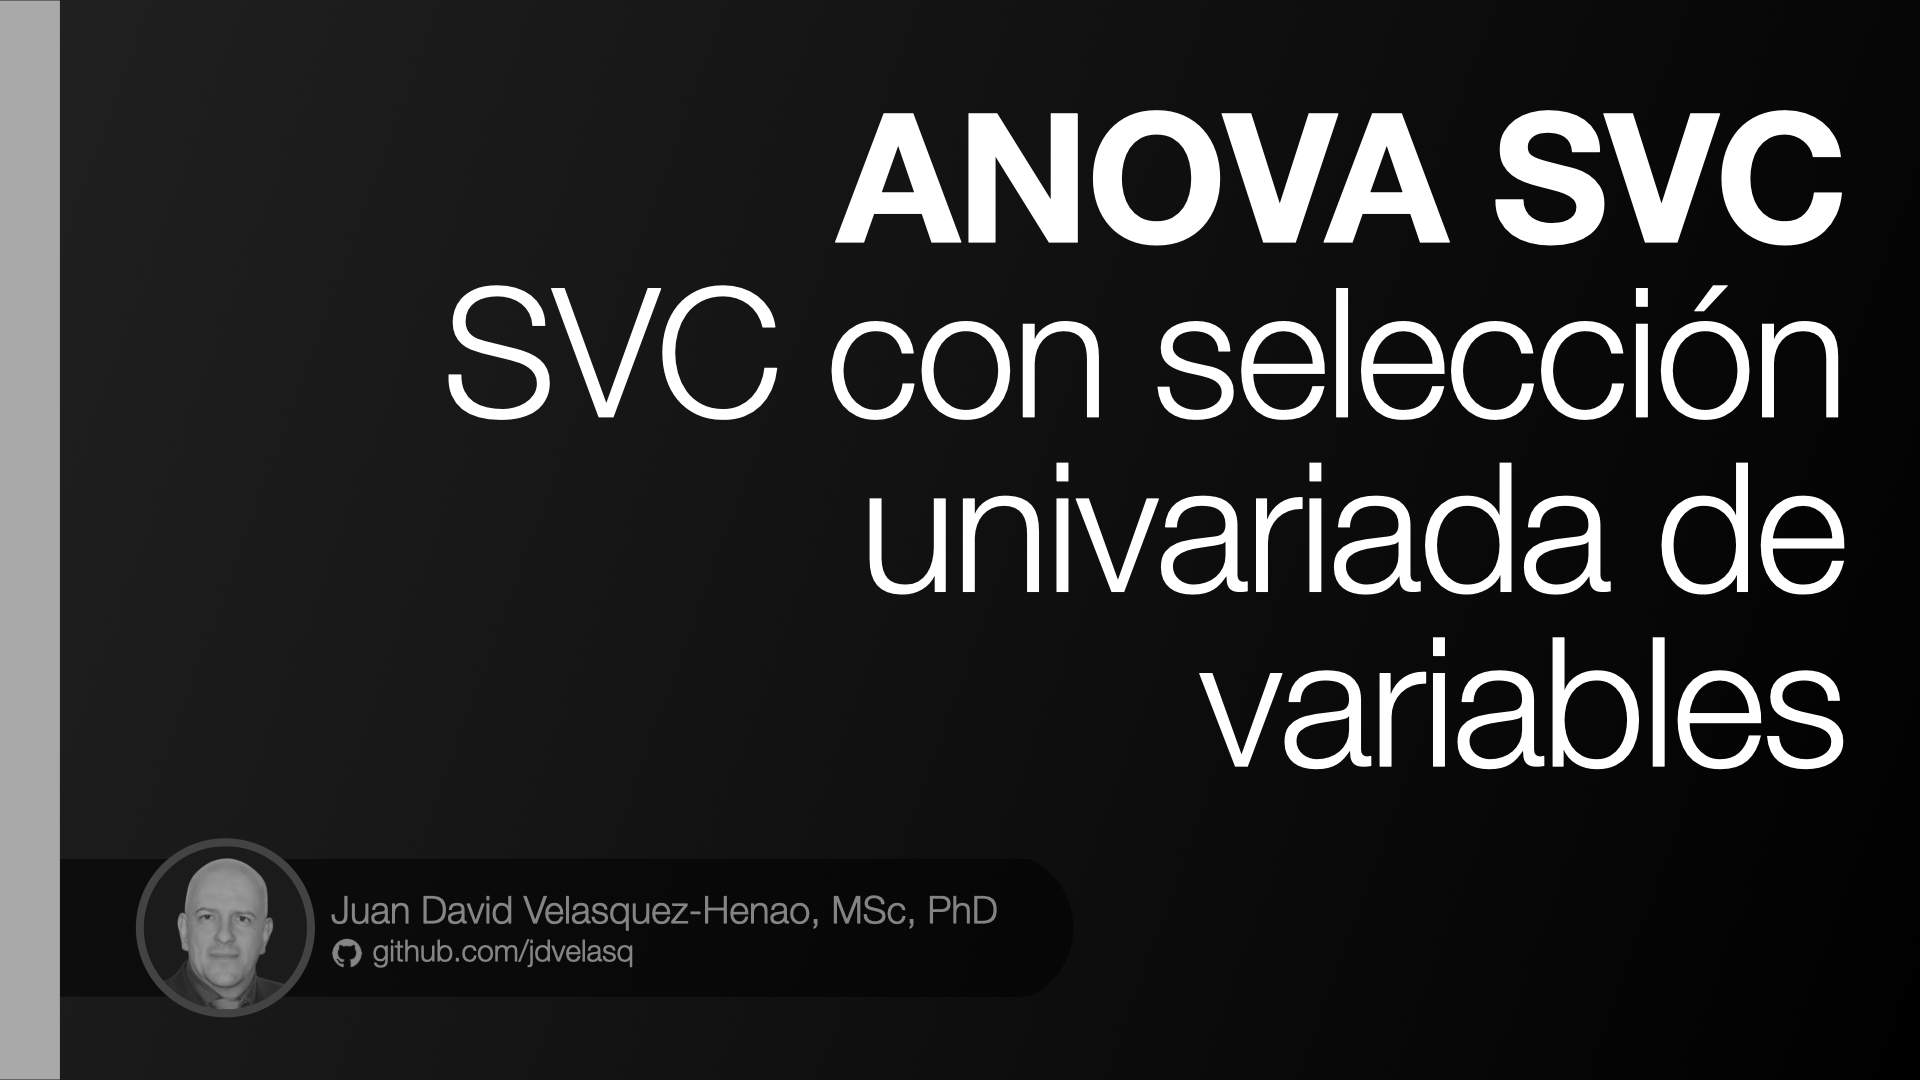 ANOVA SVC
SVC con selección
univariada de
variables
Juan David Velasquez-Henao, MSc, PhD
github.com/jdvelasq